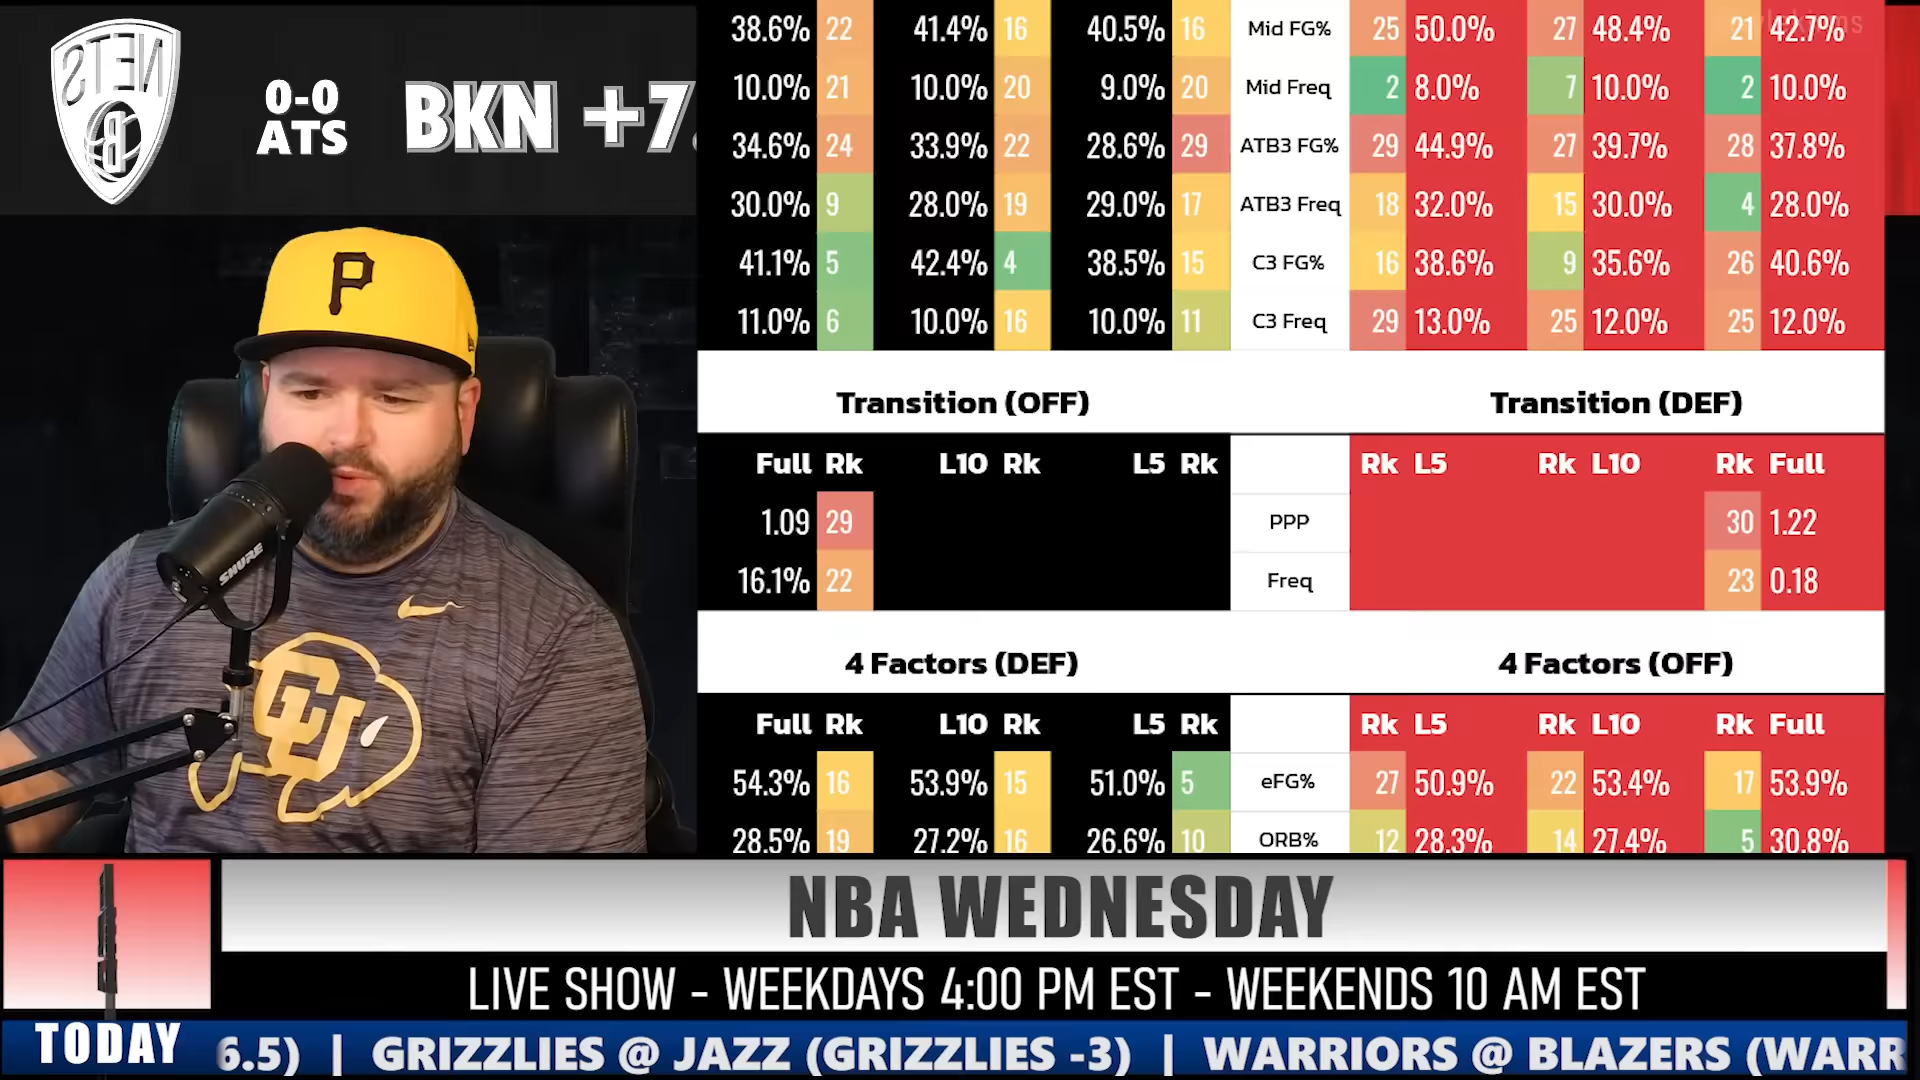 NETS
B
0-0
ATS
BKN +7.
P
SHURE
CU
38.6% 22 41.4% 16 40.5% 16 Mid FG% 25 50.0% 27 48.4% 21 42.7%
10.0% 21 10.0% 20 9.0% 20 Mid Freq 2 8.0% 7 10.0% 2 10.0%
34.6% 24 33.9% 22 28.6% 29 ATB3 FG% 29 44.9% 27 39.7% 28 37.8%
30.0% 9 28.0% 19 29.0% 17 ATB3 Freq 18 32.0% 15 30.0% 4 28.0%
41.1% 5 42.4% 4 38.5% 15 C3 FG% 16 38.6% 9 35.6% 26 40.6%
11.0% 6 10.0% 16 10.0% 11 C3 Freq 29 13.0% 25 12.0% 25 12.0%
Transition (OFF) Transition (DEF)
Full Rk L10 Rk L5 Rk Rk L5 Rk L10 Rk Full
1.09 29 PPP 30 1.22
16.1% 22 Freq 23 0.18
4 Factors (DEF) 4 Factors (OFF)
Full Rk L10 Rk L5 Rk Rk L5 Rk L10 Rk Full
54.3% 16 53.9% 15 51.0% 5 eFG% 27 50.9% 22 53.4% 17 53.9%
28.5% 19 27.2% 16 26.6% 10 ORB% 12 28.3% 14 27.4% 5 30.8%
NBA WEDNESDAY
LIVE SHOW - WEEKDAYS 4:00 PM EST - WEEKENDS 10 AM EST
TODAY 6.5) | GRIZZLIES @ JAZZ (GRIZZLIES -3) | WARRIORS @ BLAZERS (WARR